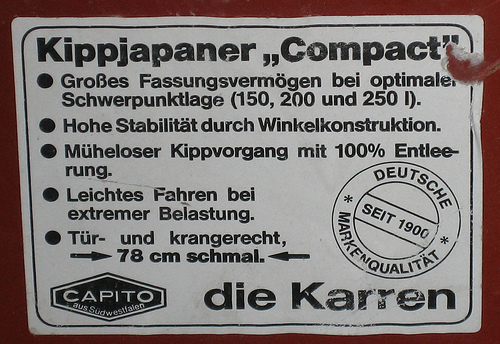 Kippjapaner „Compact"
● Großes Fassungsvermögen bei optimaler
Schwerpunktlage (150, 200 und 250 l).
● Hohe Stabilität durch Winkelkonstruktion.
● Müheloser Kippvorgang mit 100% Entlee-
rung.
● Leichtes Fahren bei
extremer Belastung.
● Tür- und krangerecht,
→ 78 cm schmal. ←
DEUTSCHE
* SEIT 1900 *
MARKENQUALITÄT
CAPITO
aus Südwestfalen
die Karren